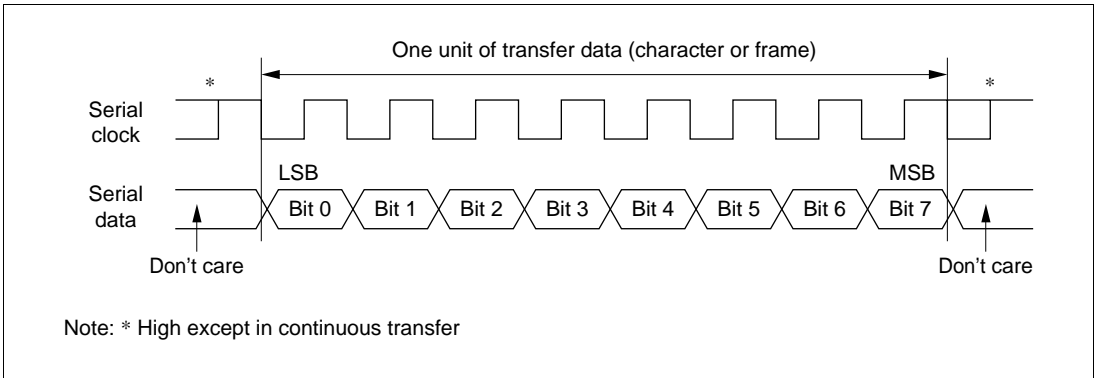 One unit of transfer data (character or frame)
* *
Serial
clock
LSB MSB
Serial
data
Bit 0 Bit 1 Bit 2 Bit 3 Bit 4 Bit 5 Bit 6 Bit 7
Don't care Don't care
Note: * High except in continuous transfer